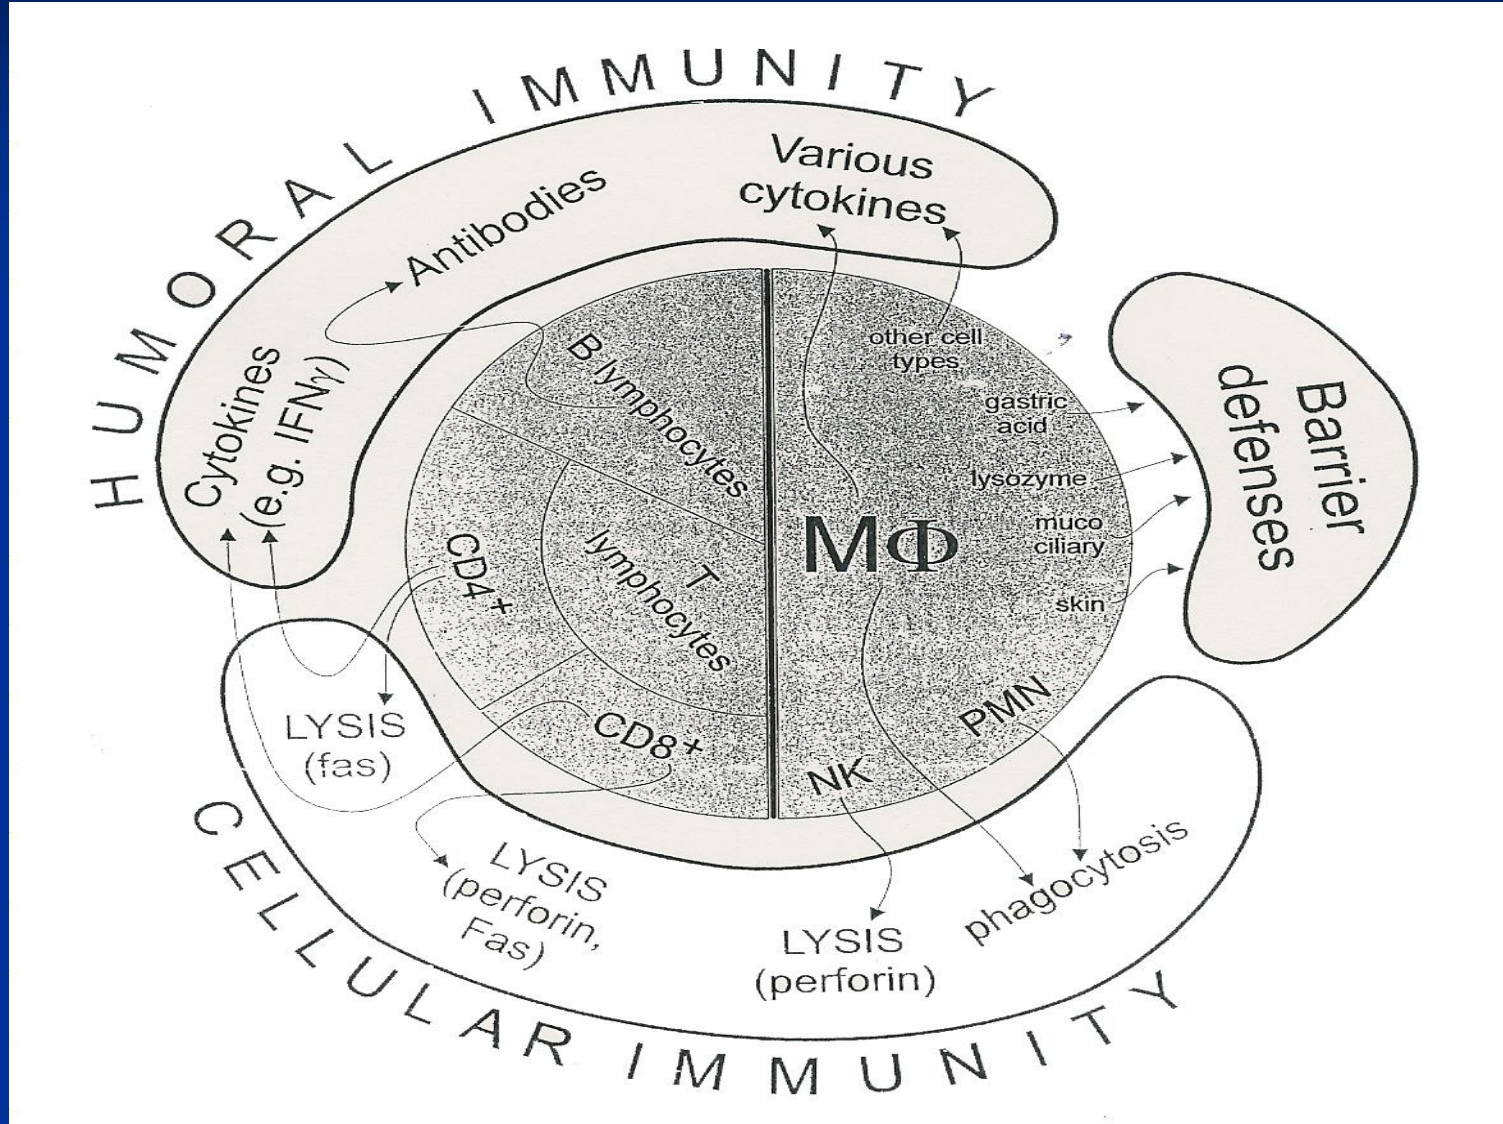 HUMORAL IMMUNITY
Various
cytokines
Antibodies
Cytokines
(e.g. IFNγ)
B lymphocytes
T
lymphocytes
CD4+
CD8+
other cell
types
gastric
acid
lysozyme
muco
ciliary
skin
MΦ
PMN
NK
Barrier
defenses
LYSIS
(fas)
LYSIS
(perforin,
Fas)
LYSIS
(perforin)
phagocytosis
CELLULAR IMMUNITY